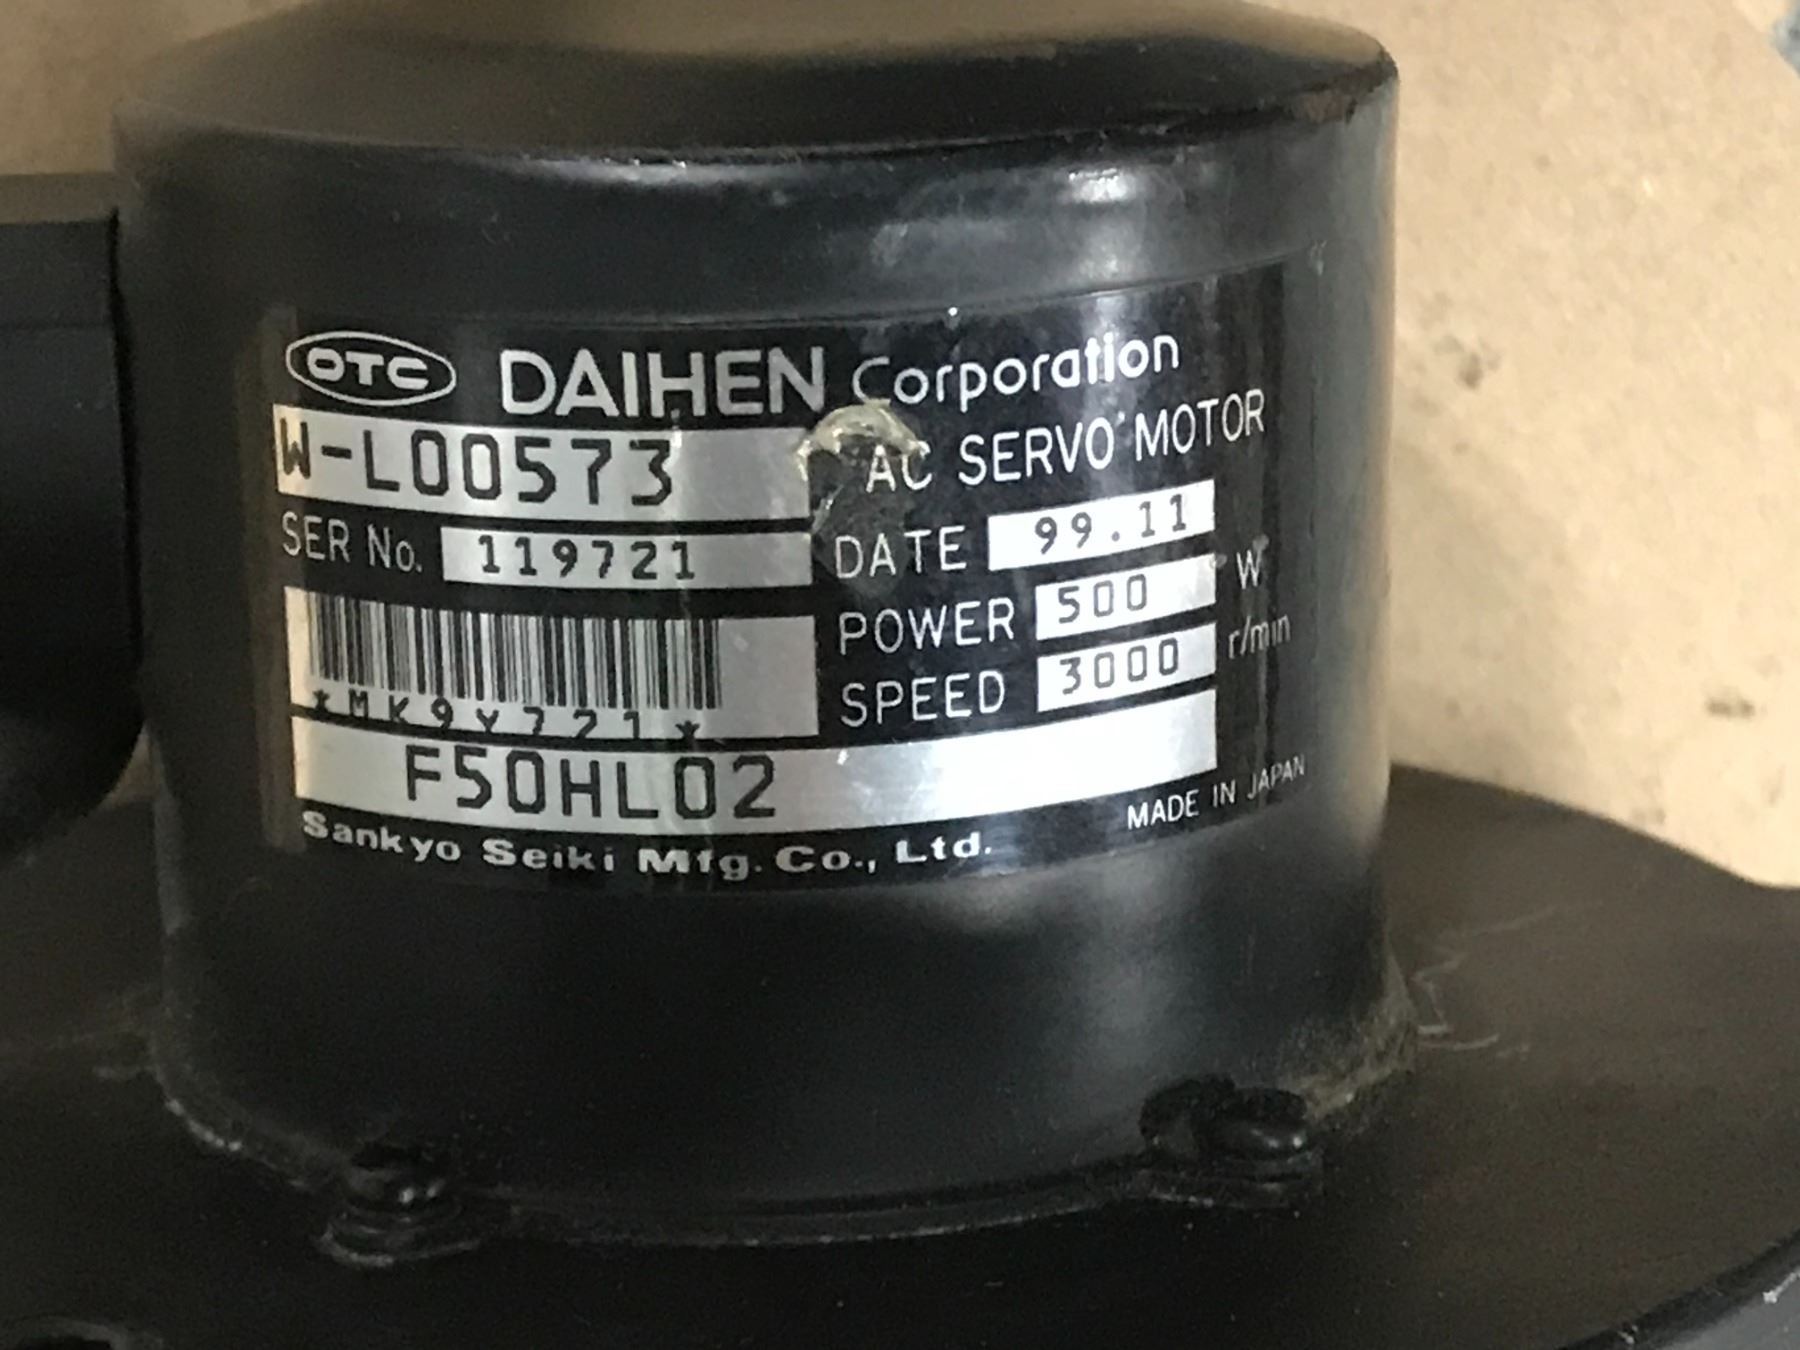 OTC DAIHEN Corporation
W-L00573 AC SERVO MOTOR
SER No. 119721 DATE 99.11
POWER 500 W
*MK9Y721* SPEED 3000 r/min
F50HL02
Sankyo Seiki Mfg. Co., Ltd. MADE IN JAPAN